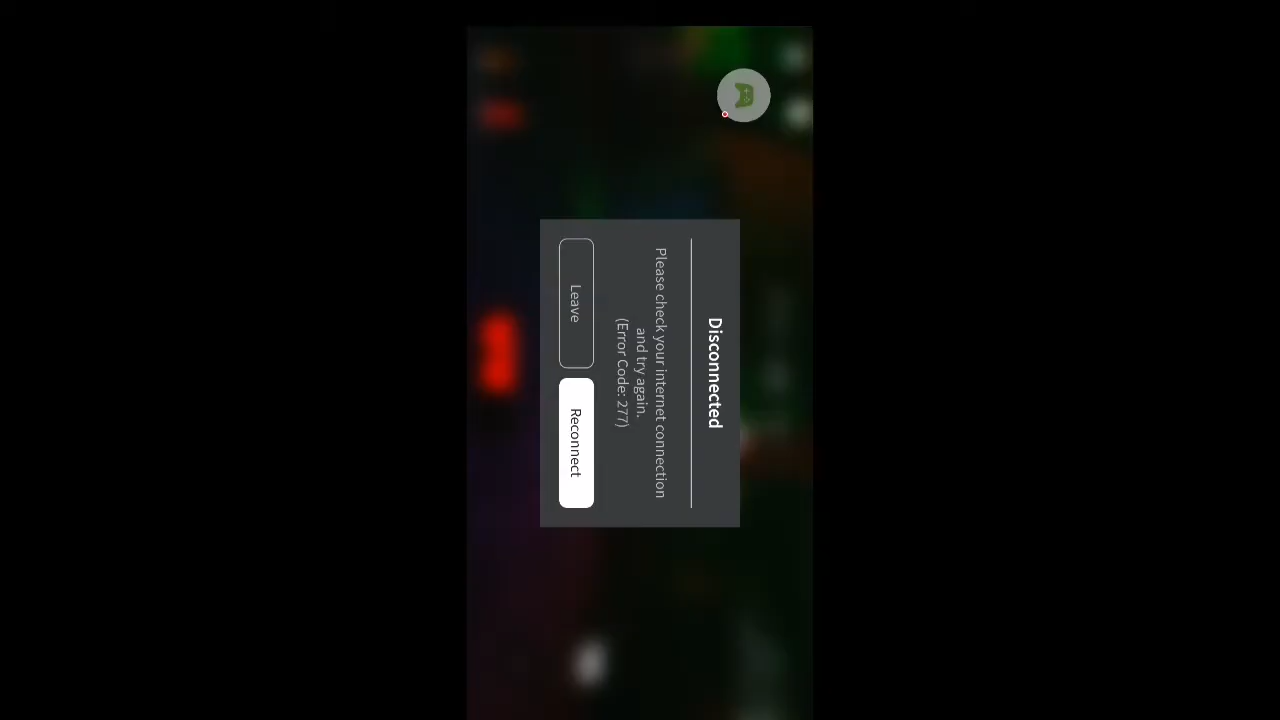 Disconnected
Please check your internet connection
and try again.
(Error Code: 277)
Leave
Reconnect